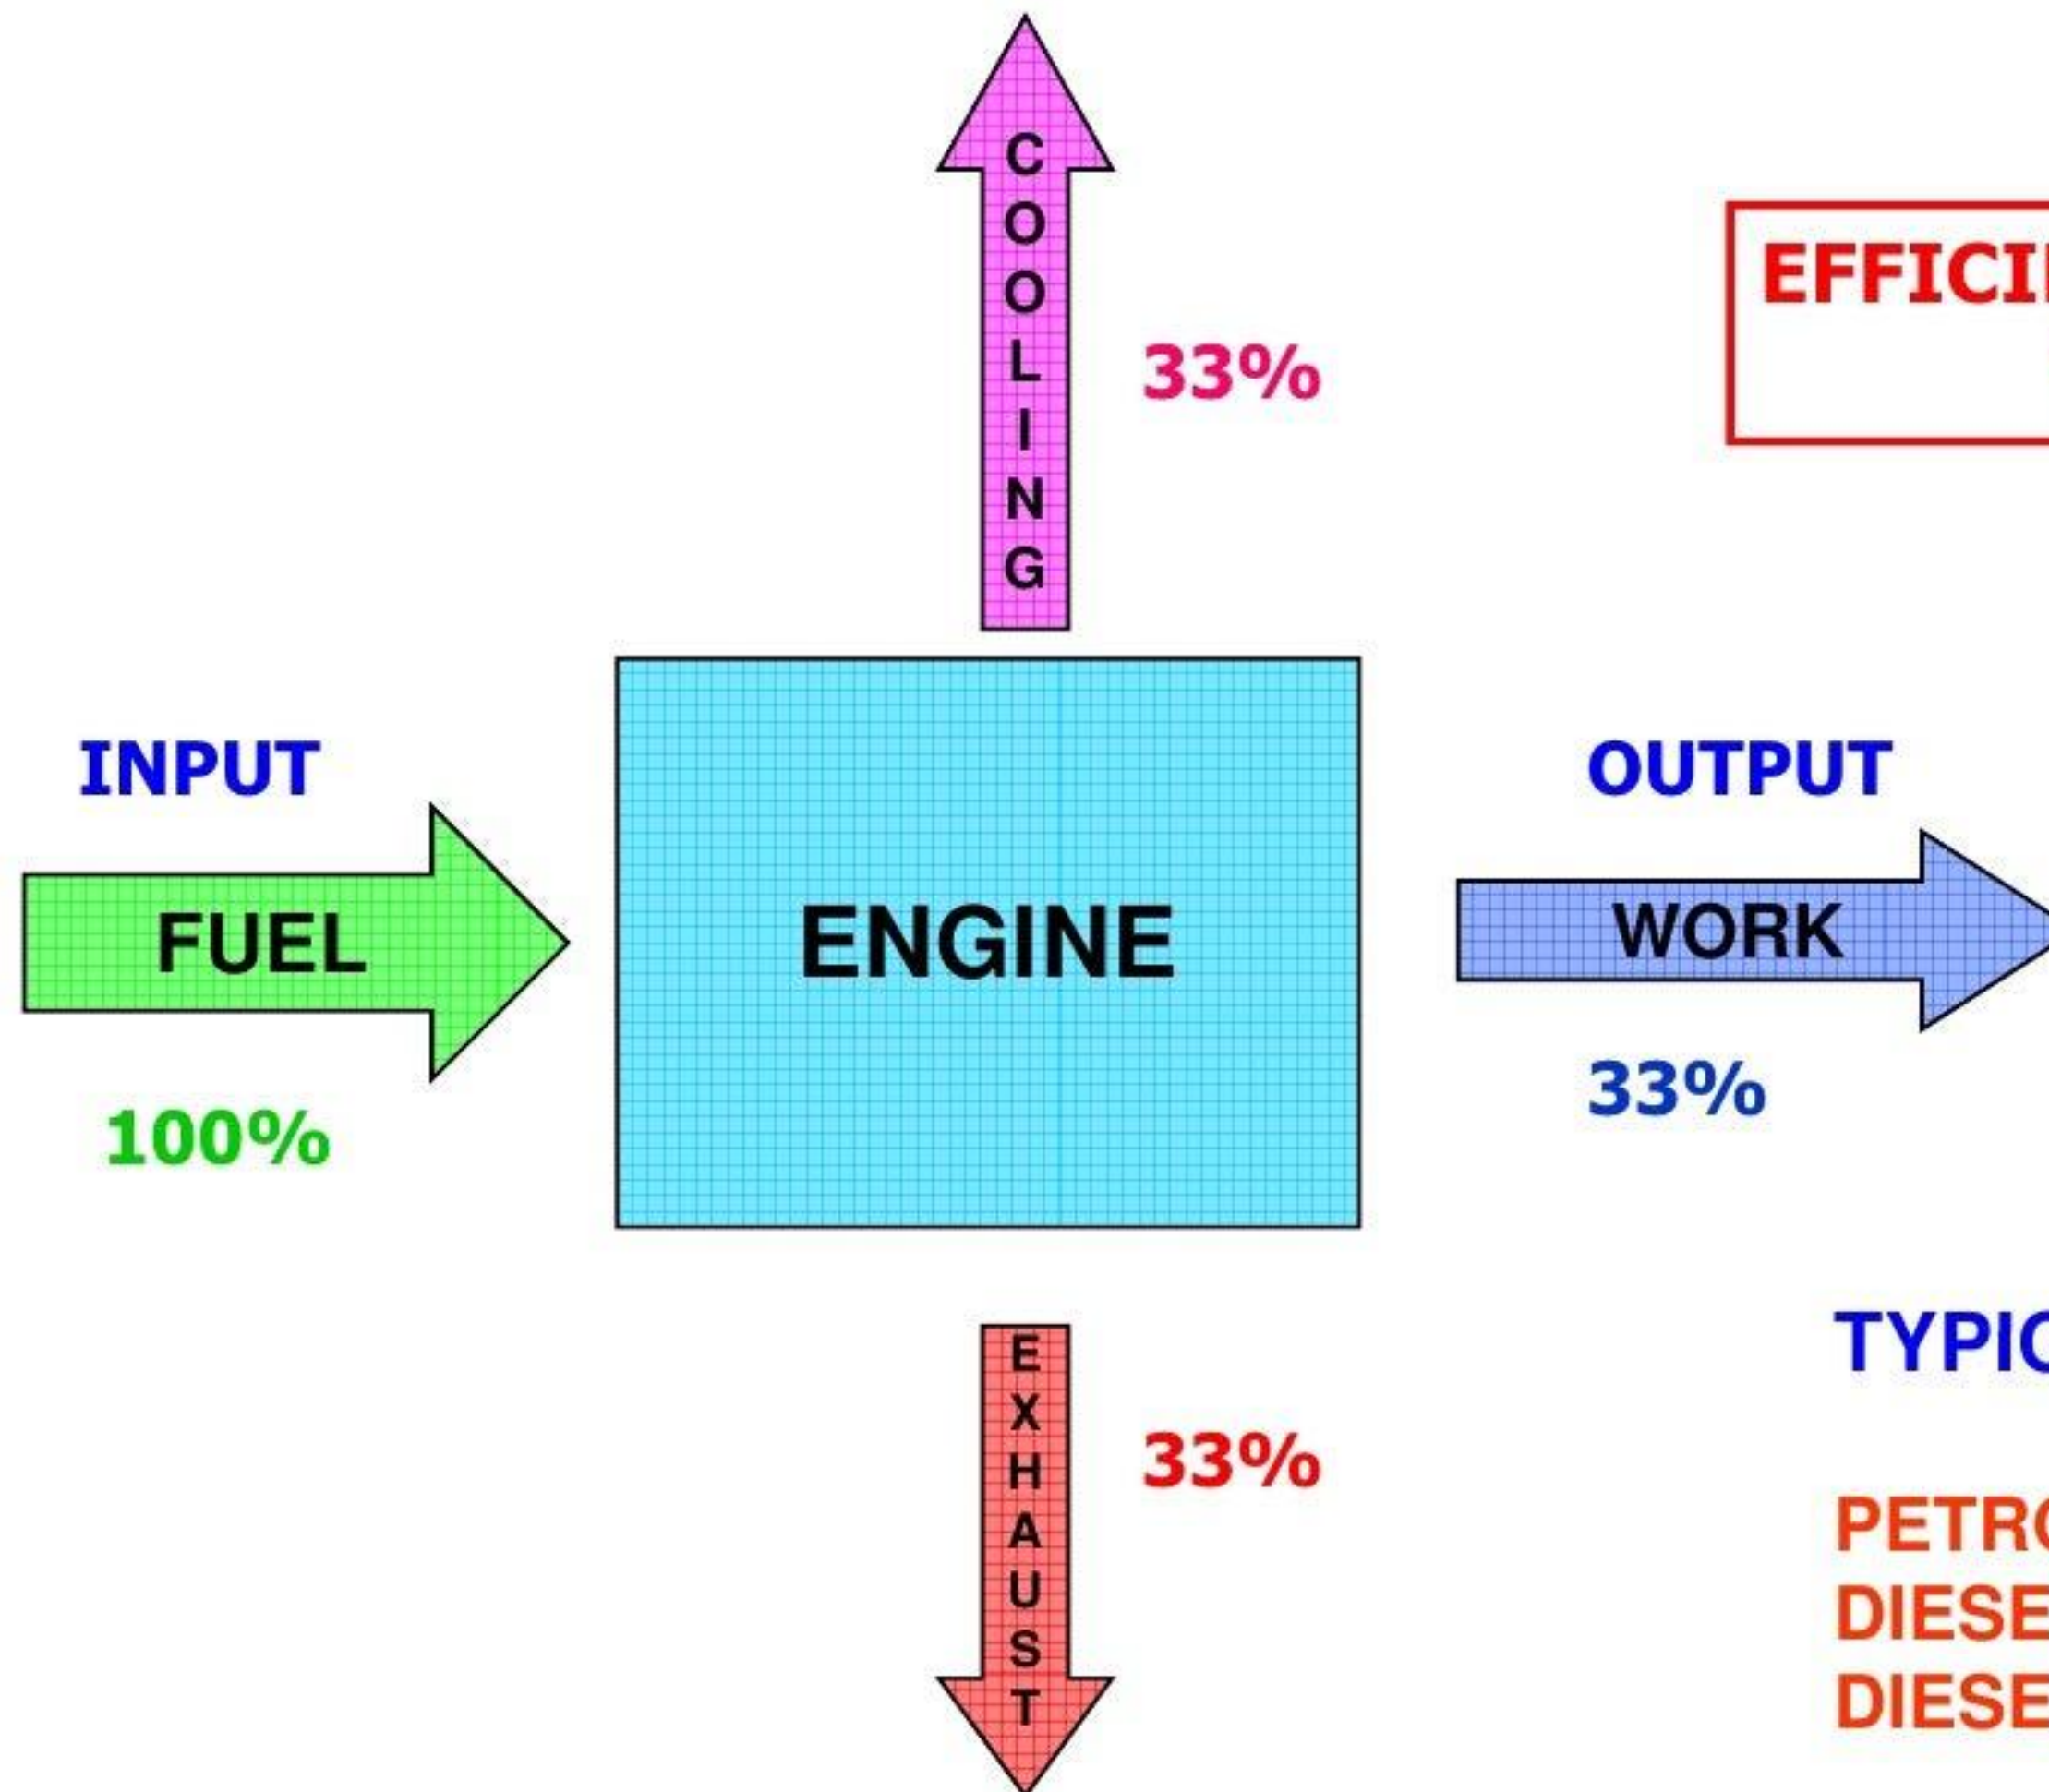 COOLING
33%
INPUT
FUEL
100%
ENGINE
OUTPUT
WORK
33%
EXHAUST
33%